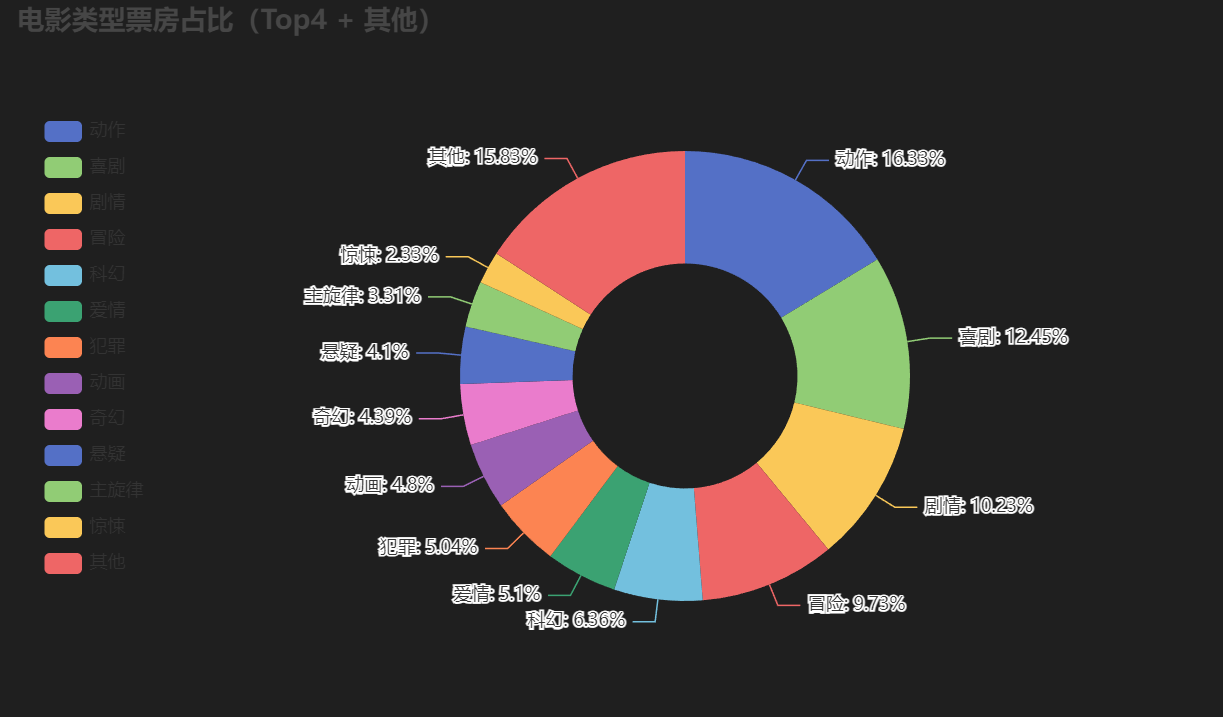 电影类型票房占比（Top4 + 其他）
动作
喜剧
剧情
冒险
科幻
爱情
犯罪
动画
奇幻
悬疑
主旋律
惊悚
其他
其他: 15.83%
动作: 16.33%
惊悚: 2.33%
主旋律: 3.31%
喜剧: 12.45%
悬疑: 4.1%
奇幻: 4.39%
动画: 4.8%
剧情: 10.23%
犯罪: 5.04%
爱情: 5.1%
冒险: 9.73%
科幻: 6.36%